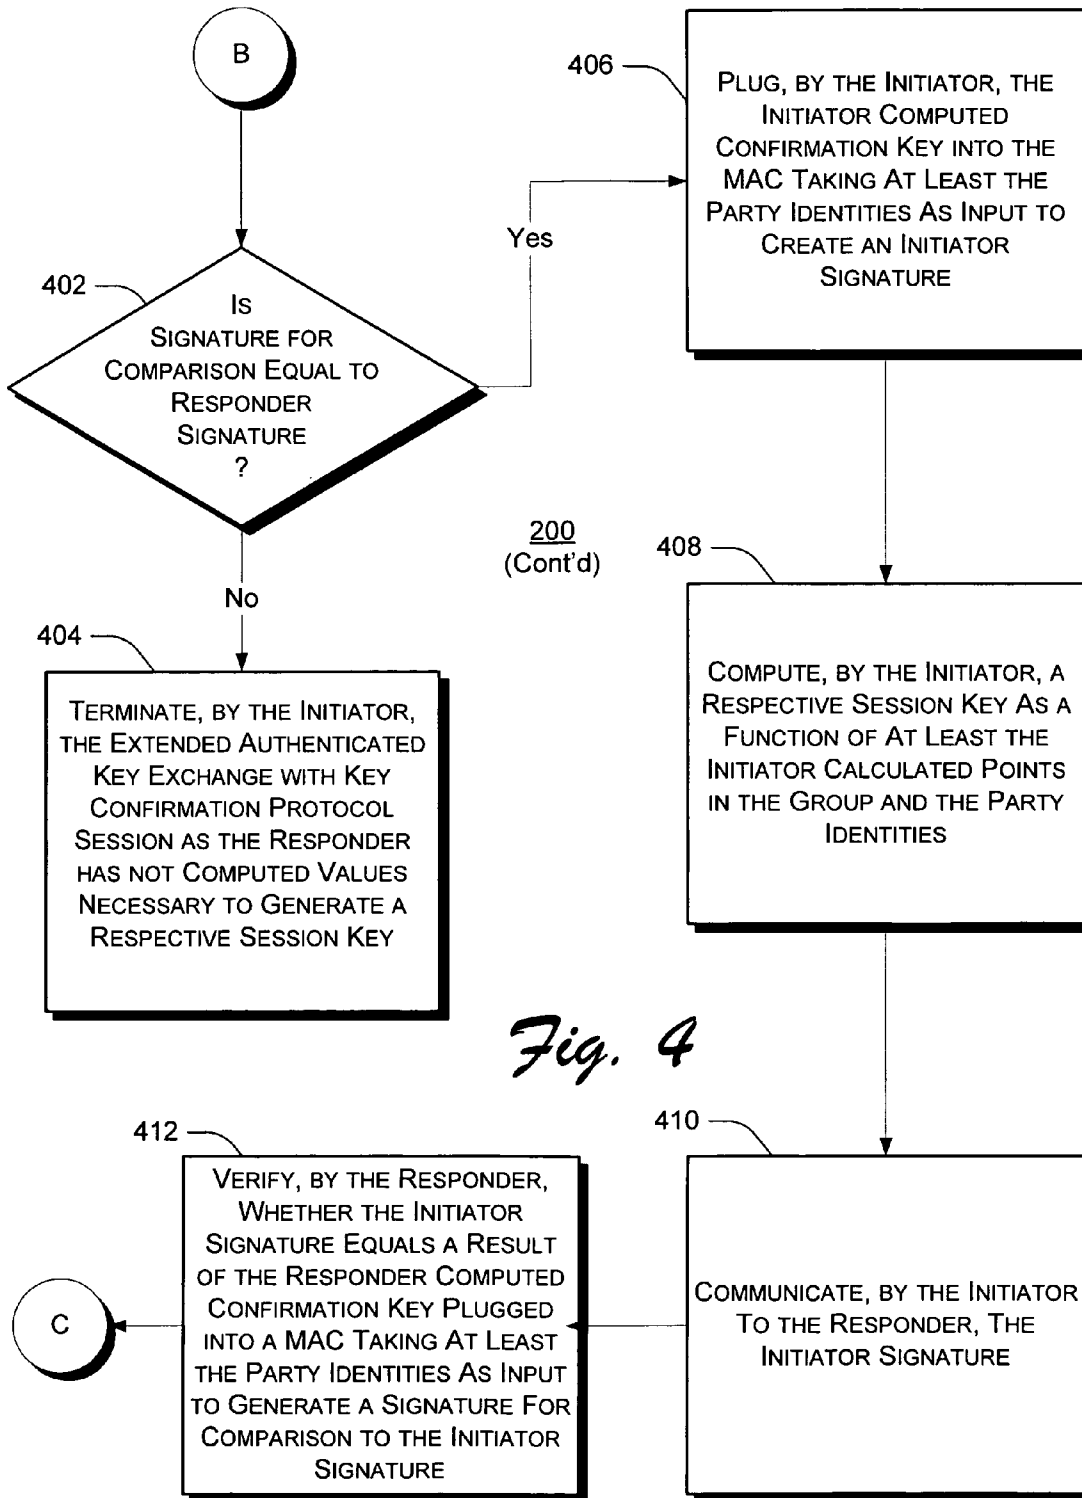 B
402
Is
Signature for
Comparison Equal to
Responder
Signature
?
Yes
No
404
Terminate, by the Initiator,
the Extended Authenticated
Key Exchange with Key
Confirmation Protocol
Session as the Responder
has not Computed Values
Necessary to Generate a
Respective Session Key
406
Plug, by the Initiator, the
Initiator Computed
Confirmation Key into the
MAC Taking At Least the
Party Identities As Input to
Create an Initiator
Signature
200
(Cont'd)
408
Compute, by the Initiator, a
Respective Session Key As a
Function of At Least the
Initiator Calculated Points
in the Group and the Party
Identities
Fig. 4
410
Communicate, by the Initiator
To the Responder, The
Initiator Signature
412
Verify, by the Responder,
Whether the Initiator
Signature Equals a Result
of the Responder Computed
Confirmation Key Plugged
into a MAC Taking At Least
the Party Identities As Input
to Generate a Signature For
Comparison to the Initiator
Signature
C